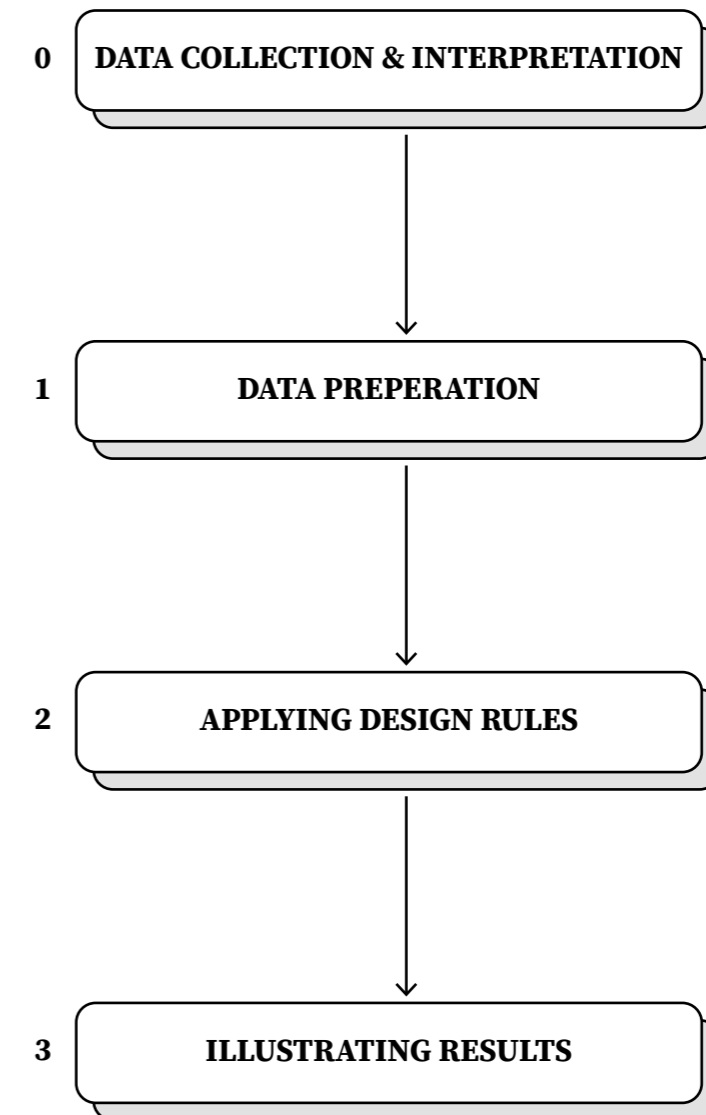 0 DATA COLLECTION & INTERPRETATION
1 DATA PREPERATION
2 APPLYING DESIGN RULES
3 ILLUSTRATING RESULTS